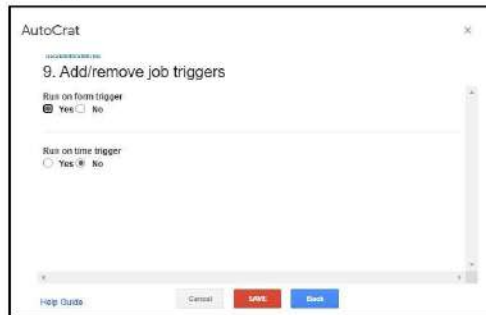 AutoCrat
9. Add/remove job triggers
Run on form trigger
Yes No
Run on time trigger
Yes No
Help Guide Cancel SAVE Back